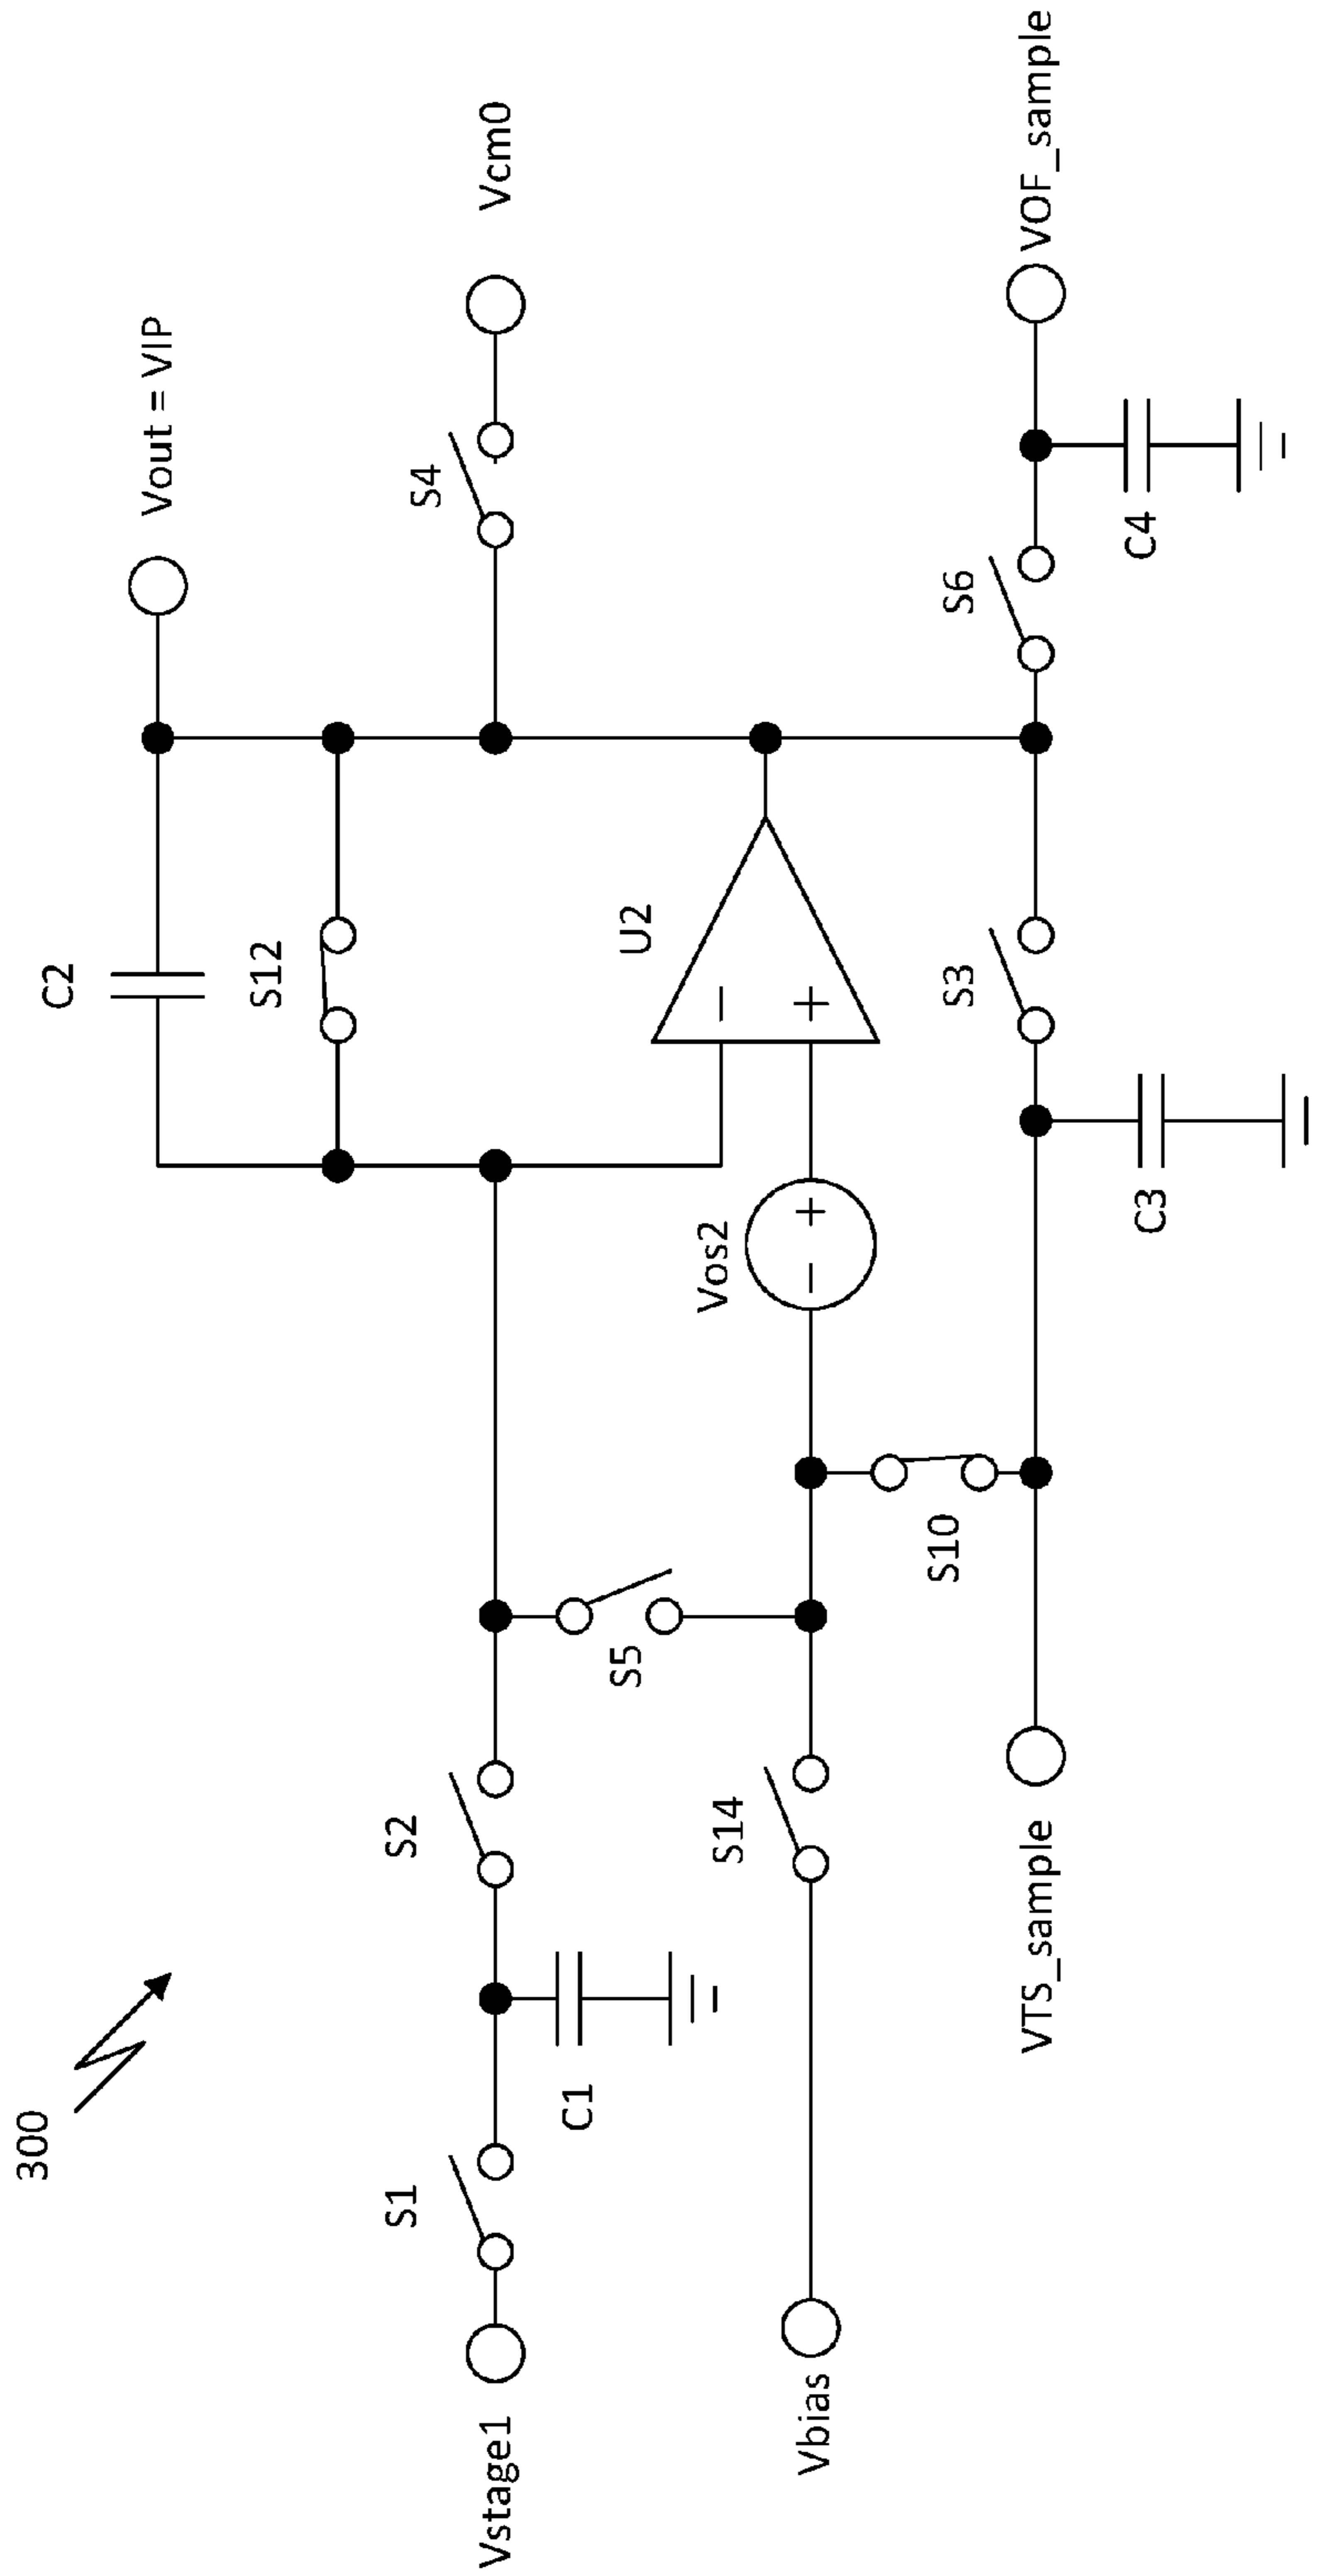 300
C2
Vout = VIP
S12
S4
Vcm0
Vstage1
S1
C1
S2
S5
U2
−
+
Vos2
− +
Vbias
S14
S10
S3
S6
VTS_sample
C3
C4
VOF_sample